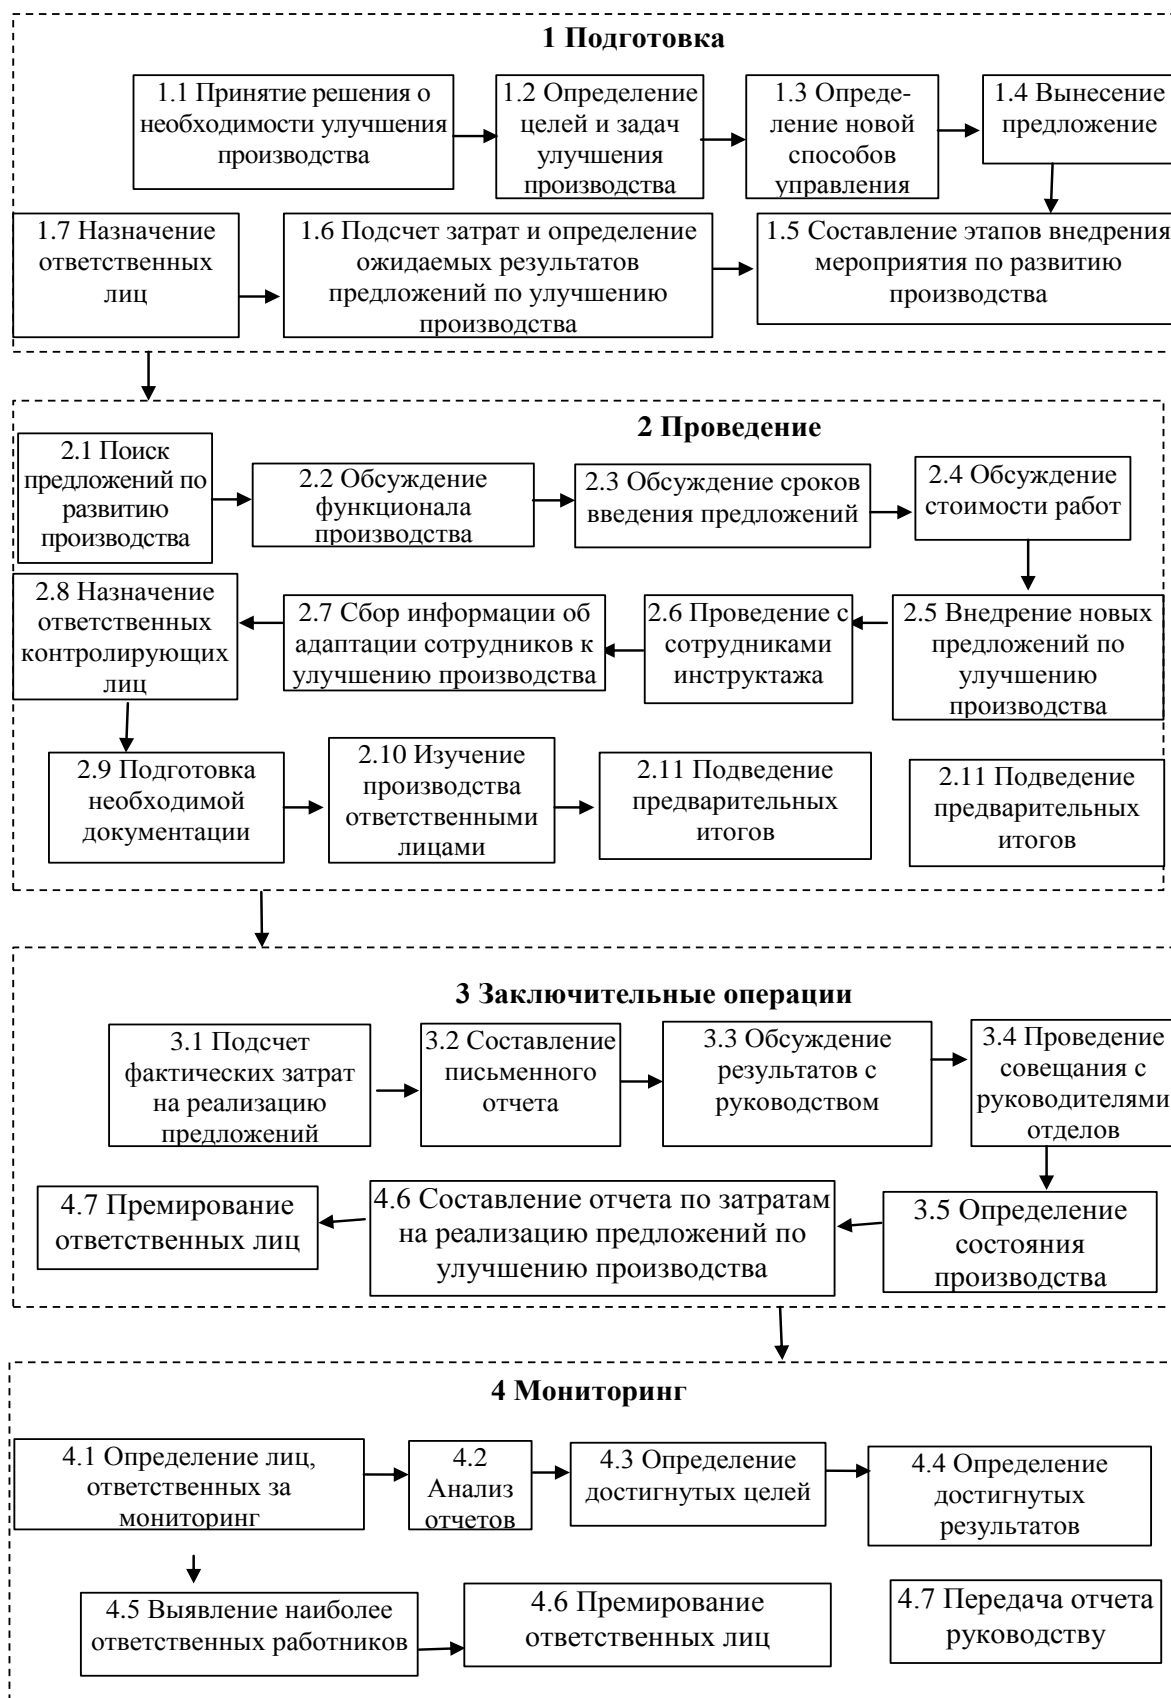 1 Подготовка
1.1 Принятие решения о
необходимости улучшения
производства
1.2 Определение
целей и задач
улучшения
производства
1.3 Опреде-
ление новой
способов
управления
1.4 Вынесение
предложение
1.7 Назначение
ответственных
лиц
1.6 Подсчет затрат и определение
ожидаемых результатов
предложений по улучшению
производства
1.5 Составление этапов внедрения
мероприятия по развитию
производства
2 Проведение
2.1 Поиск
предложений по
развитию
производства
2.2 Обсуждение
функционала
производства
2.3 Обсуждение сроков
введения предложений
2.4 Обсуждение
стоимости работ
2.8 Назначение
ответственных
контролирующих
лиц
2.7 Сбор информации об
адаптации сотрудников к
улучшению производства
2.6 Проведение с
сотрудниками
инструктажа
2.5 Внедрение новых
предложений по
улучшению
производства
2.9 Подготовка
необходимой
документации
2.10 Изучение
производства
ответственными
лицами
2.11 Подведение
предварительных
итогов
2.11 Подведение
предварительных
итогов
3 Заключительные операции
3.1 Подсчет
фактических затрат
на реализацию
предложений
3.2 Составление
письменного
отчета
3.3 Обсуждение
результатов с
руководством
3.4 Проведение
совещания с
руководителями
отделов
4.7 Премирование
ответственных лиц
4.6 Составление отчета по затратам
на реализацию предложений по
улучшению производства
3.5 Определение
состояния
производства
4 Мониторинг
4.1 Определение лиц,
ответственных за
мониторинг
4.2
Анализ
отчетов
4.3 Определение
достигнутых целей
4.4 Определение
достигнутых
результатов
4.5 Выявление наиболее
ответственных работников
4.6 Премирование
ответственных лиц
4.7 Передача отчета
руководству